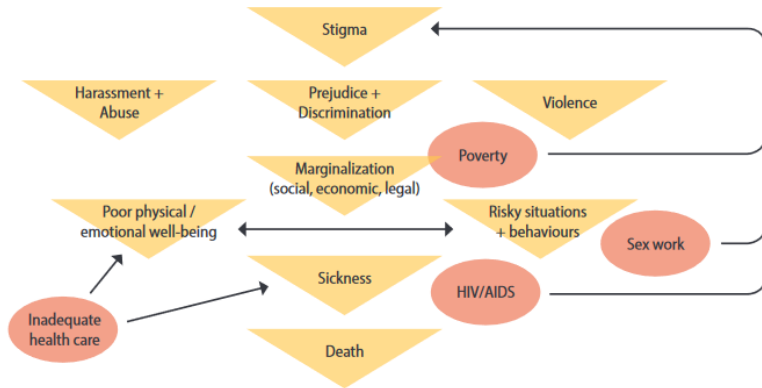 Stigma
Harassment +
Abuse
Prejudice +
Discrimination
Violence
Poverty
Marginalization
(social, economic, legal)
Poor physical /
emotional well-being
Risky situations
+ behaviours
Sex work
Sickness
HIV/AIDS
Inadequate
health care
Death